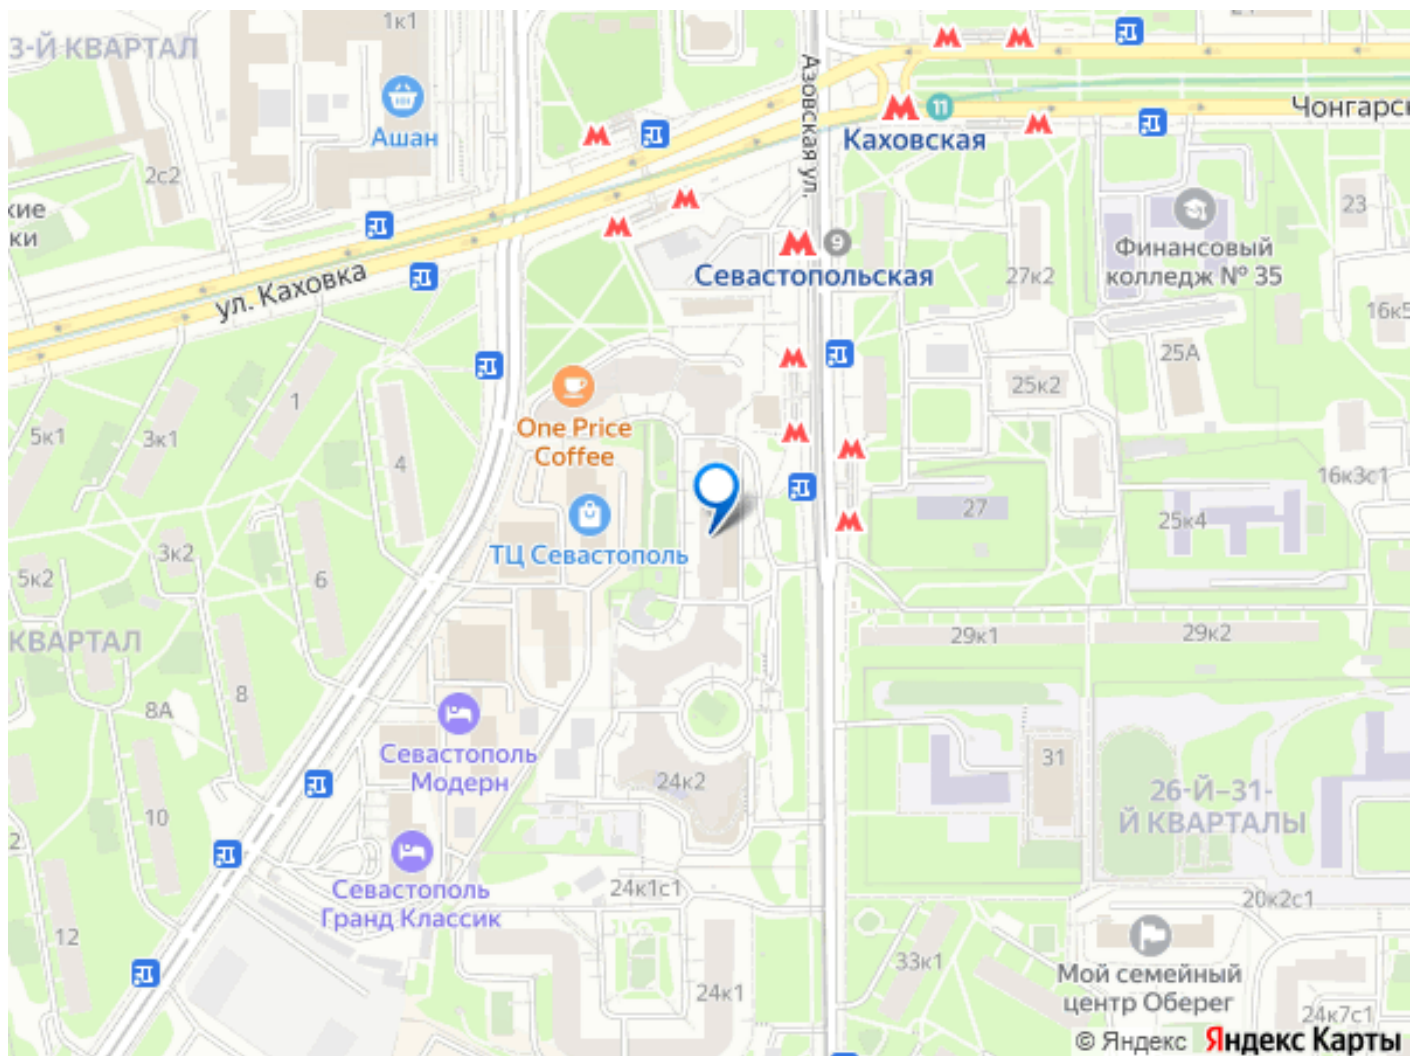 1к1
3-Й КВАРТАЛ
Ашан
2с2
кие
ки
ул. Каховка
Азовская ул.
11
Каховская
Чонгарск
9
Севастопольская
Финансовый
колледж № 35
23
27к2
16к5
25А
25к2
1
5к1
3к1
4
One Price
Coffee
16к3с1
27
25к4
ТЦ Севастополь
3к2
5к2
6
29к1
29к2
КВАРТАЛ
8
8А
Севастополь
Модерн
24к2
31
26-Й–31-
Й КВАРТАЛЫ
10
2
Севастополь
Гранд Классик
24к1с1
20к2с1
12
33к1
Мой семейный
центр Оберег
24к1
24к7с1
© Яндекс Яндекс Карты